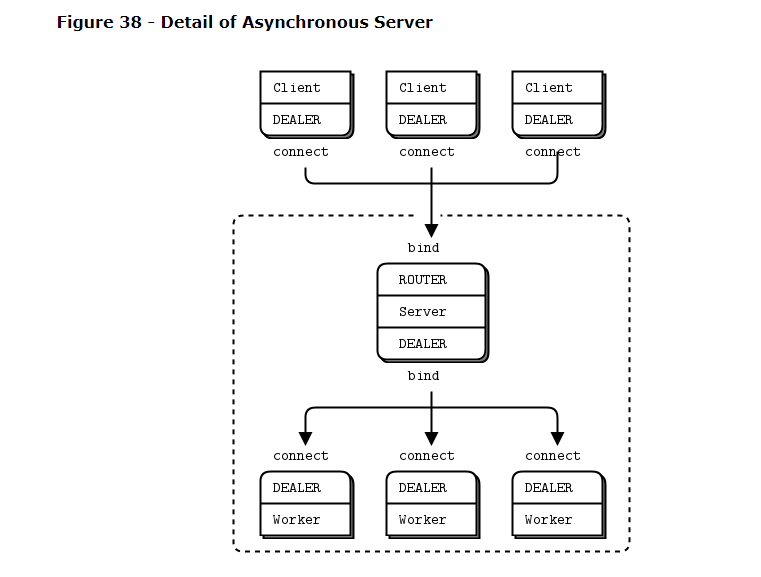 Figure 38 - Detail of Asynchronous Server
Client Client Client
DEALER DEALER DEALER
connect connect connect
bind
ROUTER
Server
DEALER
bind
connect connect connect
DEALER DEALER DEALER
Worker Worker Worker